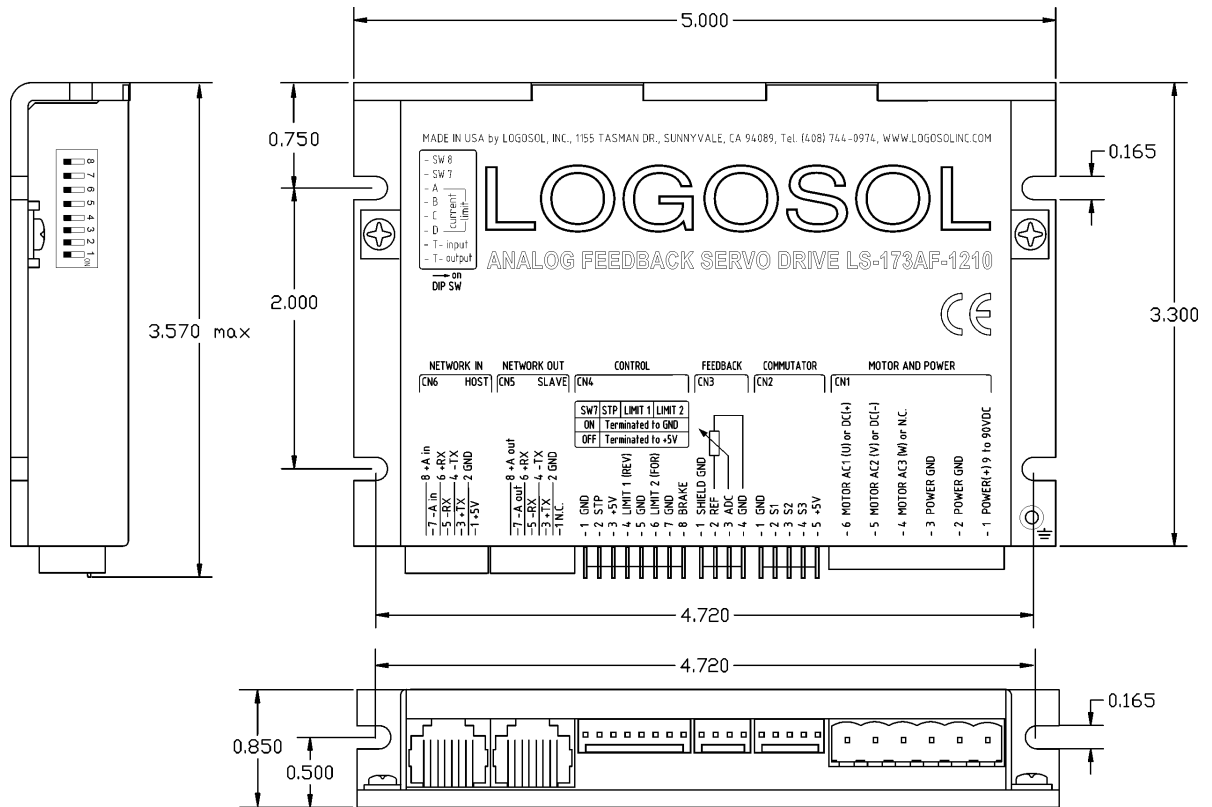 5.000
0.750
2.000
3.570 max
0.165
3.300
8
7
6
5
4
3
2
1
ON
MADE IN USA by LOGOSOL, INC., 1155 TASMAN DR., SUNNYVALE, CA 94089, Tel. (408) 744-0974, WWW.LOGOSOLINC.COM
- SW 8
- SW 7
- A
- B
- C
- D
current limit
- T- input
- T- output
on
DIP SW
LOGOSOL
ANALOG FEEDBACK SERVO DRIVE LS-173AF-1210
CE
NETWORK IN NETWORK OUT CONTROL FEEDBACK COMMUTATOR MOTOR AND POWER
CN6 HOST CN5 SLAVE CN4 CN3 CN2 CN1
SW7 STP LIMIT 1 LIMIT 2
ON Terminated to GND
OFF Terminated to +5V
8 +A in
- 7 -A in
6 +RX
- 5 -RX
4 -TX
- 3 +TX
2 GND
- 1 +5V
8 +A out
- 7 -A out
6 +RX
- 5 -RX
4 -TX
- 3 +TX
2 GND
- 1 N.C.
- 1 GND
- 2 STP
- 3 +5V
- 4 LIMIT 1 (REV)
- 5 GND
- 6 LIMIT 2 (FOR)
- 7 GND
- 8 BRAKE
- 1 SHIELD GND
- 2 REF
- 3 ADC
- 4 GND
- 1 GND
- 2 S1
- 3 S2
- 4 S3
- 5 +5V
- 6 MOTOR AC1 (U) or DC(+)
- 5 MOTOR AC2 (V) or DC(-)
- 4 MOTOR AC3 (W) or N.C.
- 3 POWER GND
- 2 POWER GND
- 1 POWER(+) 9 to 90VDC
4.720
4.720
0.850
0.500
0.165